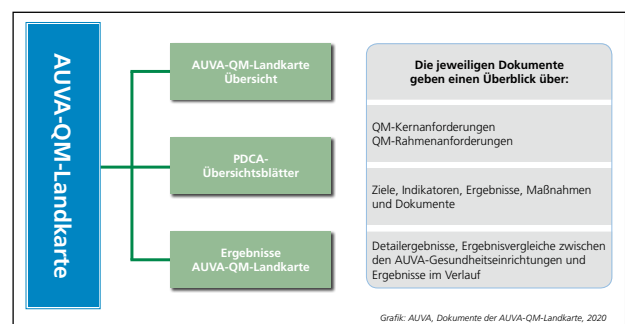 AUVA-QM-Landkarte
AUVA-QM-Landkarte
Übersicht
PDCA-
Übersichtsblätter
Ergebnisse
AUVA-QM-Landkarte
Die jeweiligen Dokumente
geben einen Überblick über:
QM-Kernanforderungen
QM-Rahmenanforderungen
Ziele, Indikatoren, Ergebnisse, Maßnahmen
und Dokumente
Detailergebnisse, Ergebnisvergleiche zwischen
den AUVA-Gesundheitseinrichtungen und
Ergebnisse im Verlauf
Grafik: AUVA, Dokumente der AUVA-QM-Landkarte, 2020